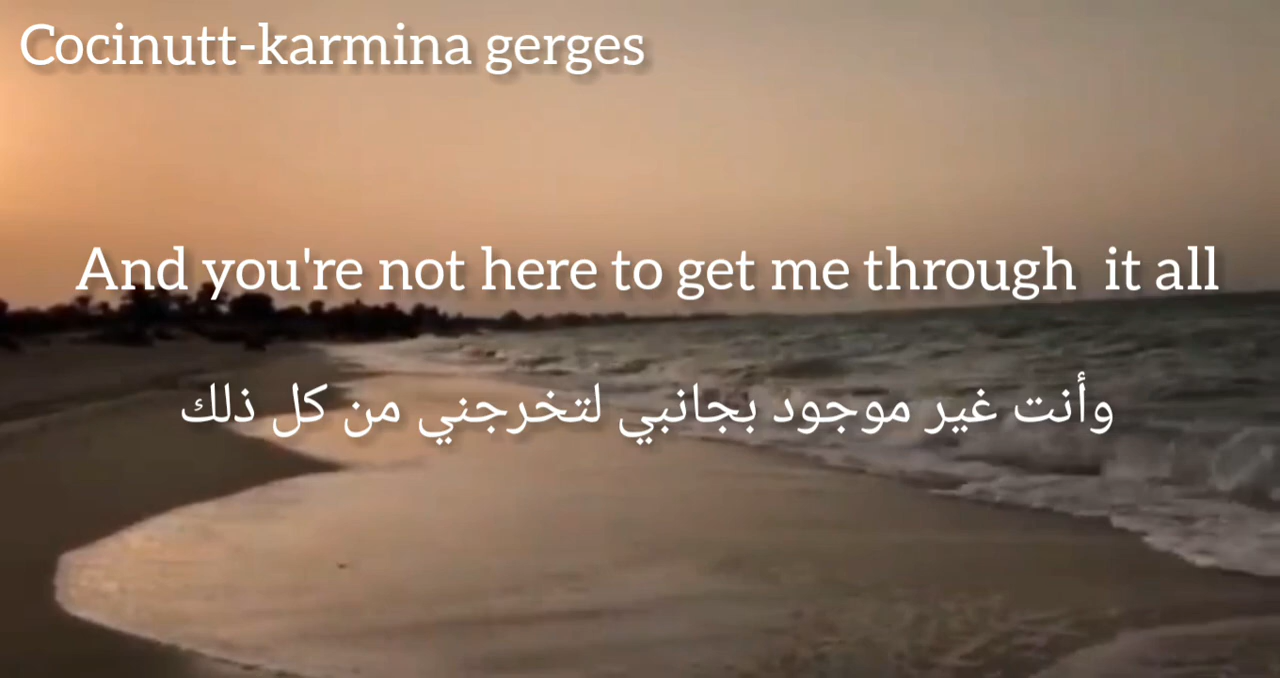 Cocinutt-karmina gerges
And you're not here to get me through it all
وأنت غير موجود بجانبي لتخرجني من كل ذلك